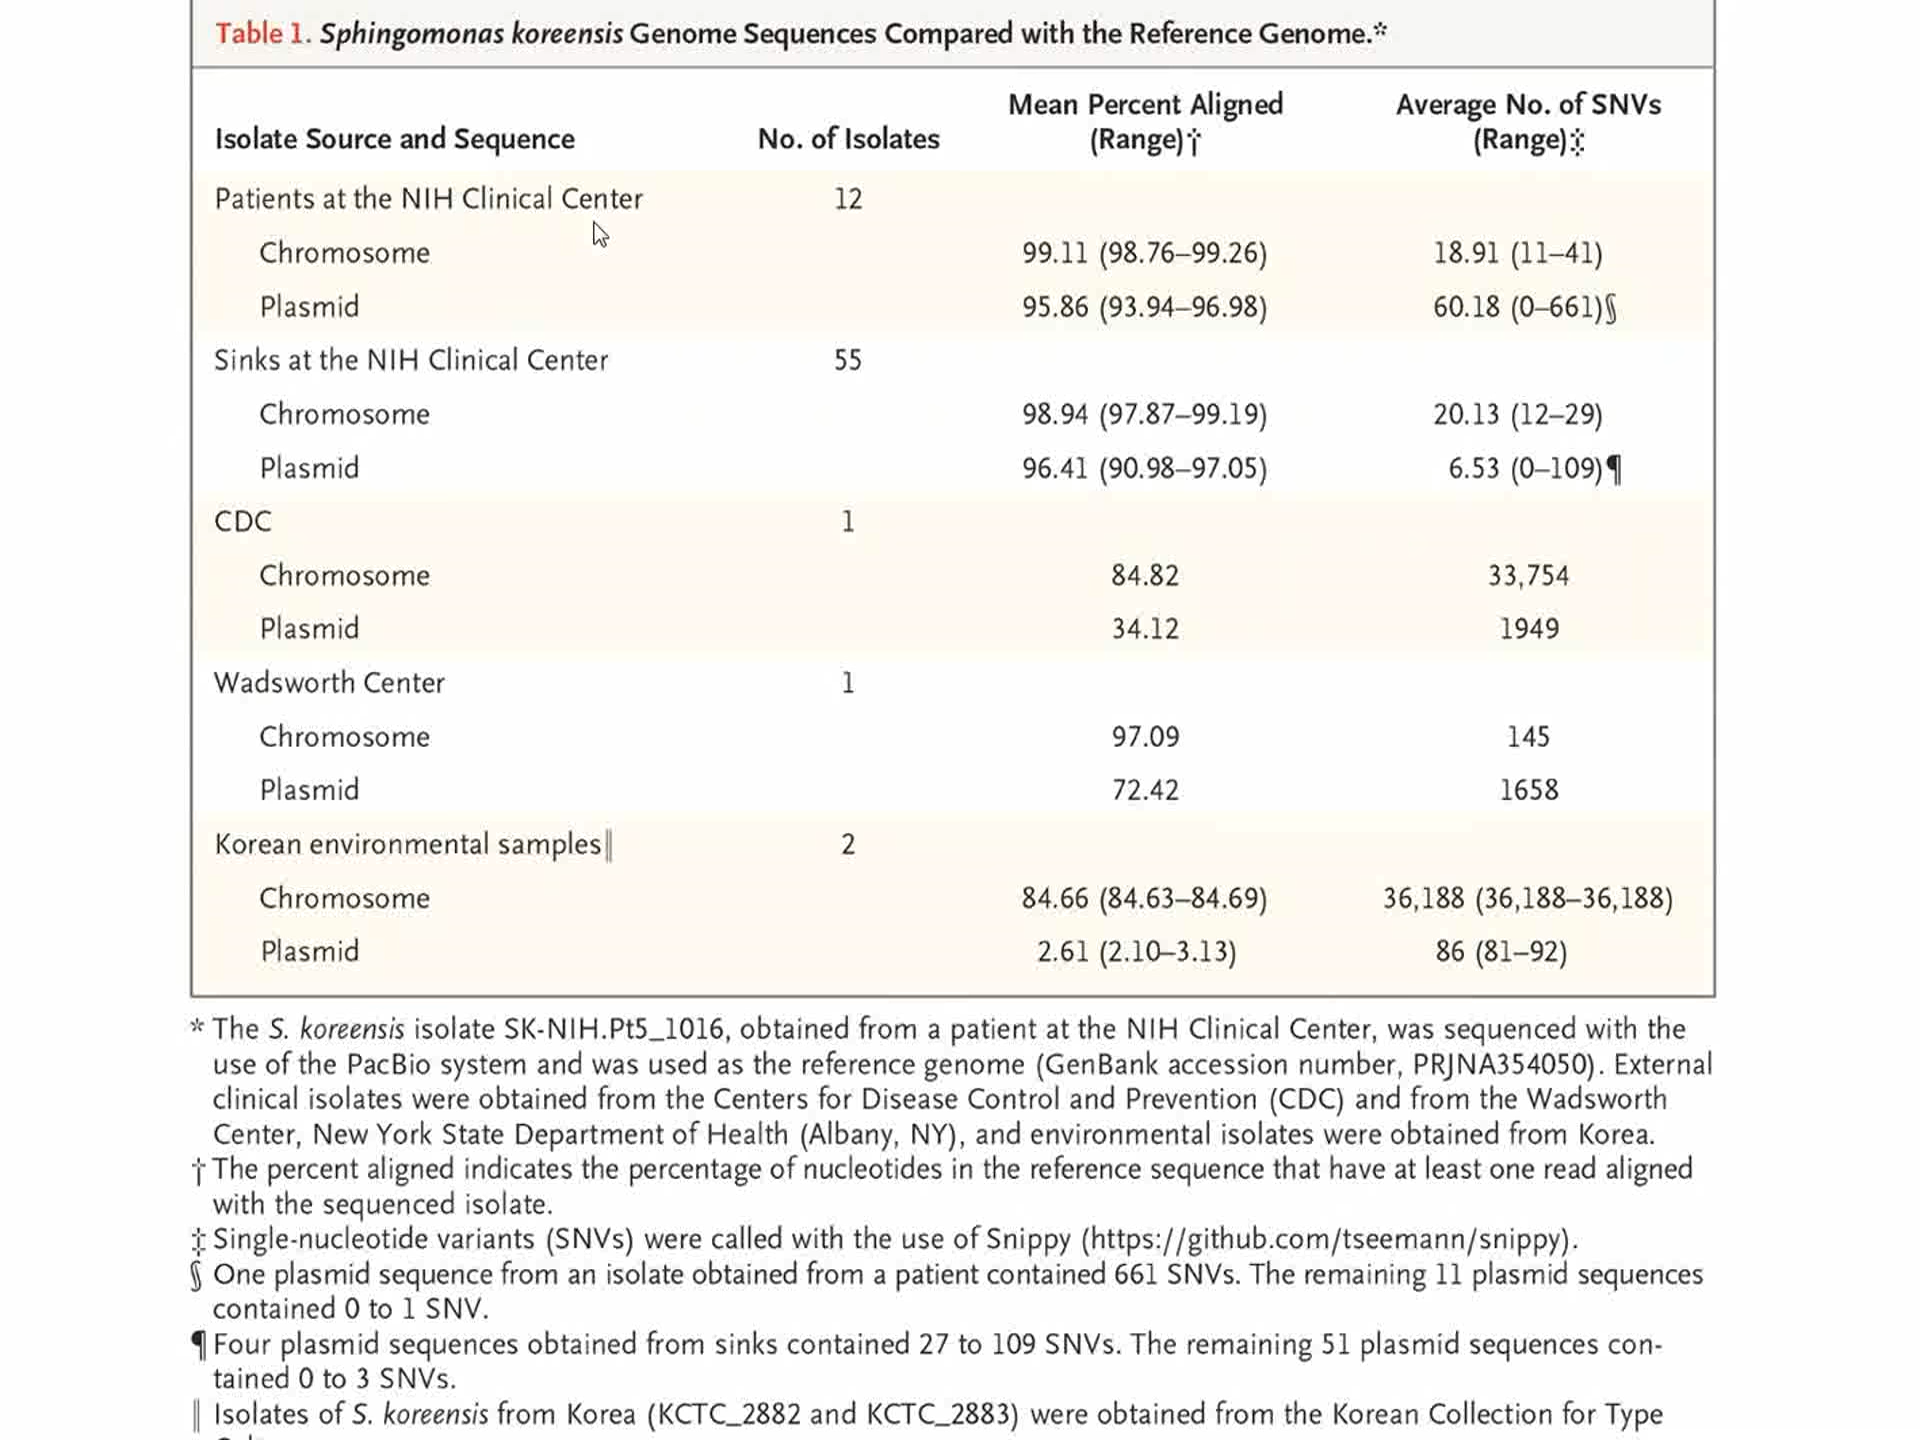 Table 1. Sphingomonas koreensis Genome Sequences Compared with the Reference Genome.*
Isolate Source and Sequence No. of Isolates Mean Percent Aligned (Range)† Average No. of SNVs (Range)‡
Patients at the NIH Clinical Center 12
Chromosome 99.11 (98.76–99.26) 18.91 (11–41)
Plasmid 95.86 (93.94–96.98) 60.18 (0–661)§
Sinks at the NIH Clinical Center 55
Chromosome 98.94 (97.87–99.19) 20.13 (12–29)
Plasmid 96.41 (90.98–97.05) 6.53 (0–109)¶
CDC 1
Chromosome 84.82 33,754
Plasmid 34.12 1949
Wadsworth Center 1
Chromosome 97.09 145
Plasmid 72.42 1658
Korean environmental samples‖ 2
Chromosome 84.66 (84.63–84.69) 36,188 (36,188–36,188)
Plasmid 2.61 (2.10–3.13) 86 (81–92)
* The S. koreensis isolate SK-NIH.Pt5_1016, obtained from a patient at the NIH Clinical Center, was sequenced with the
use of the PacBio system and was used as the reference genome (GenBank accession number, PRJNA354050). External
clinical isolates were obtained from the Centers for Disease Control and Prevention (CDC) and from the Wadsworth
Center, New York State Department of Health (Albany, NY), and environmental isolates were obtained from Korea.
† The percent aligned indicates the percentage of nucleotides in the reference sequence that have at least one read aligned
with the sequenced isolate.
‡ Single-nucleotide variants (SNVs) were called with the use of Snippy (https://github.com/tseemann/snippy).
§ One plasmid sequence from an isolate obtained from a patient contained 661 SNVs. The remaining 11 plasmid sequences
contained 0 to 1 SNV.
¶ Four plasmid sequences obtained from sinks contained 27 to 109 SNVs. The remaining 51 plasmid sequences con-
tained 0 to 3 SNVs.
‖ Isolates of S. koreensis from Korea (KCTC_2882 and KCTC_2883) were obtained from the Korean Collection for Type